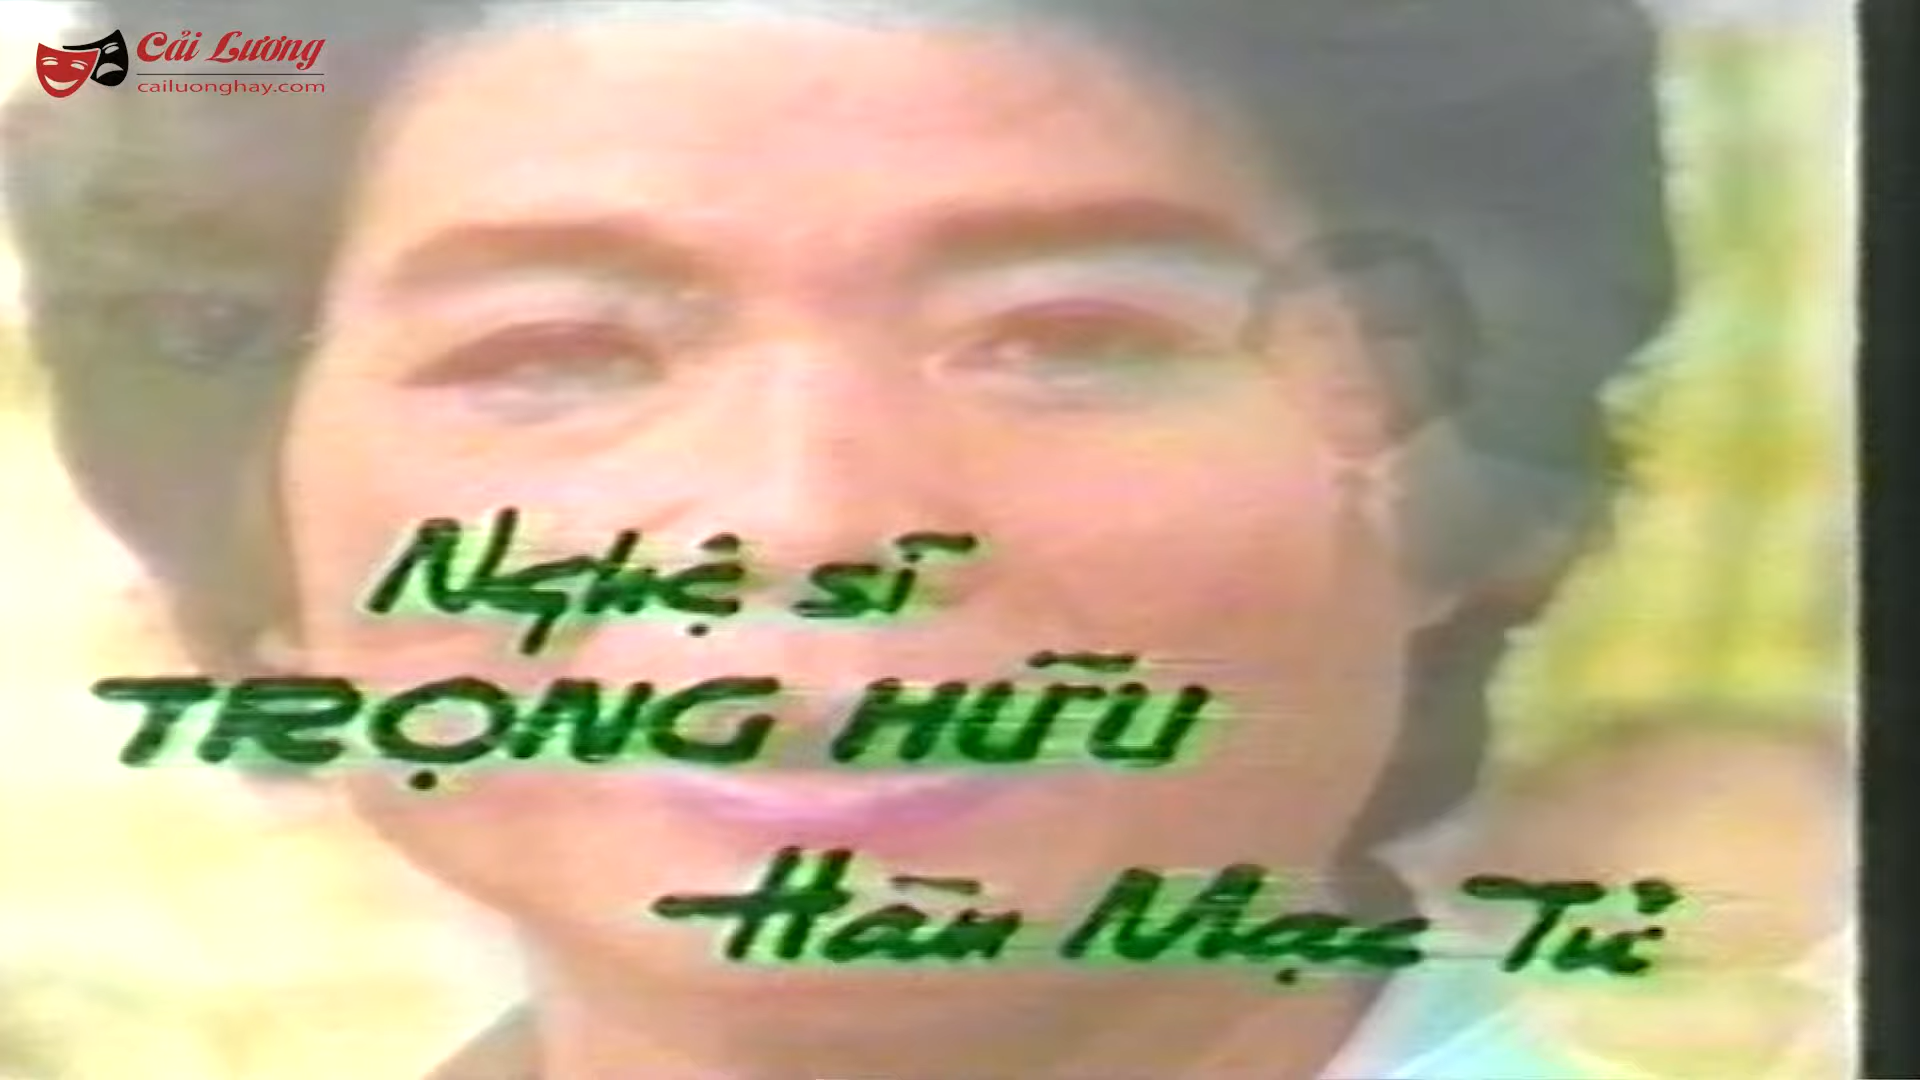 Cải Lương
cailuonghay.com
Nghệ sĩ
TRỌNG HỮU
Hàn Mạc Tử